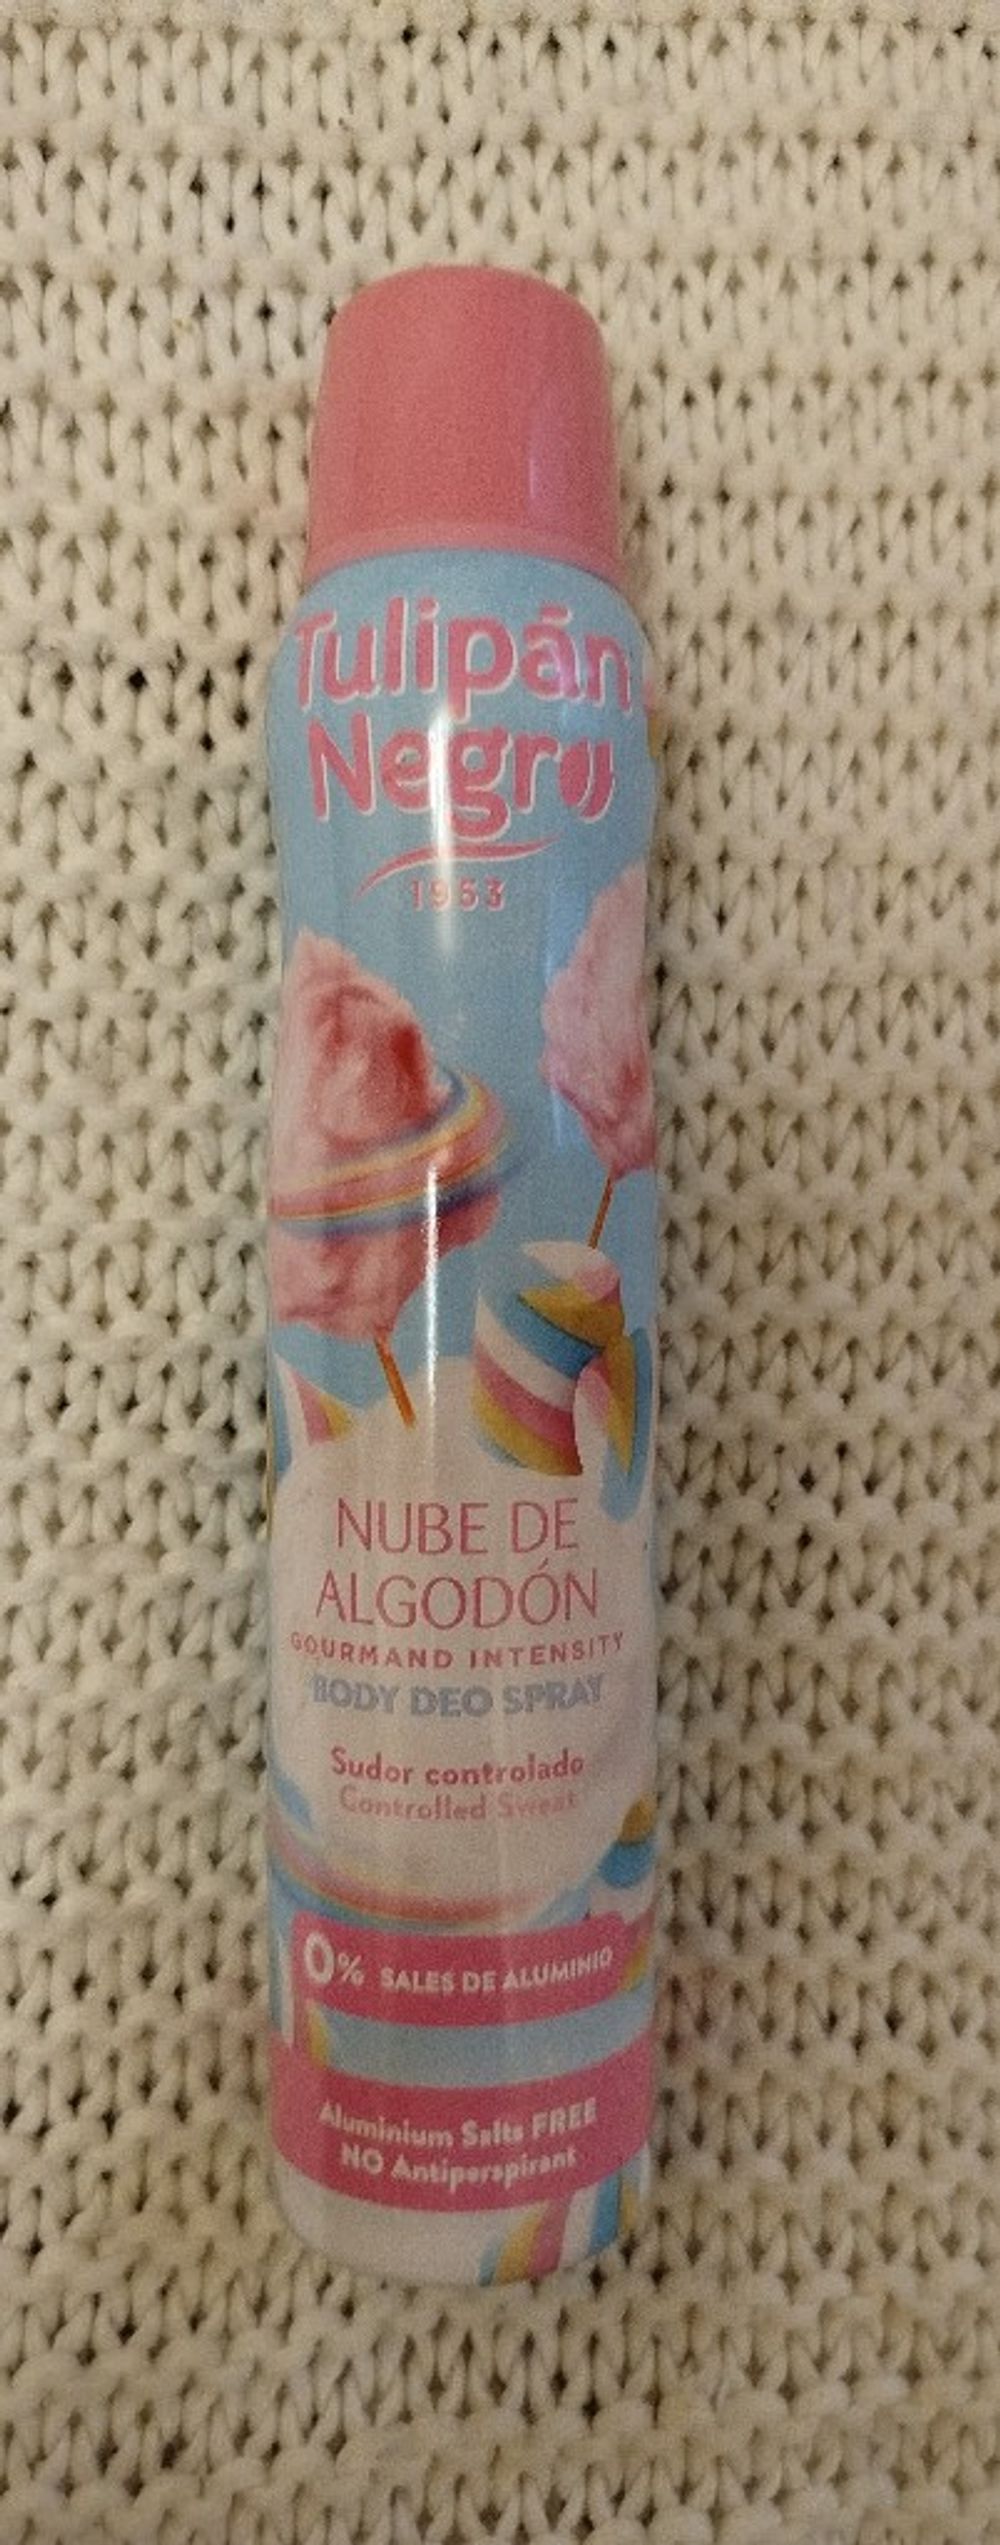 Tulipán
Negro
1963
NUBE DE
ALGODÓN
GOURMAND INTENSITY
BODY DEO SPRAY
Sudor controlado
Controlled Sweat
0% SALES DE ALUMINIO
Aluminium Salts FREE
NO Antiperspirant